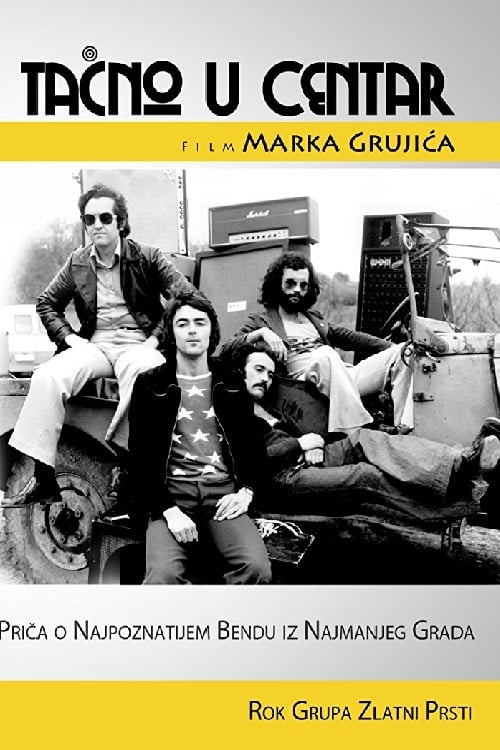 TAČNO U CENTAR
FILM MARKA GRUJIĆA
Marshall
PRIČA O NAJPOZNATIJEM BENDU IZ NAJMANJEG GRADA
ROK GRUPA ZLATNI PRSTI